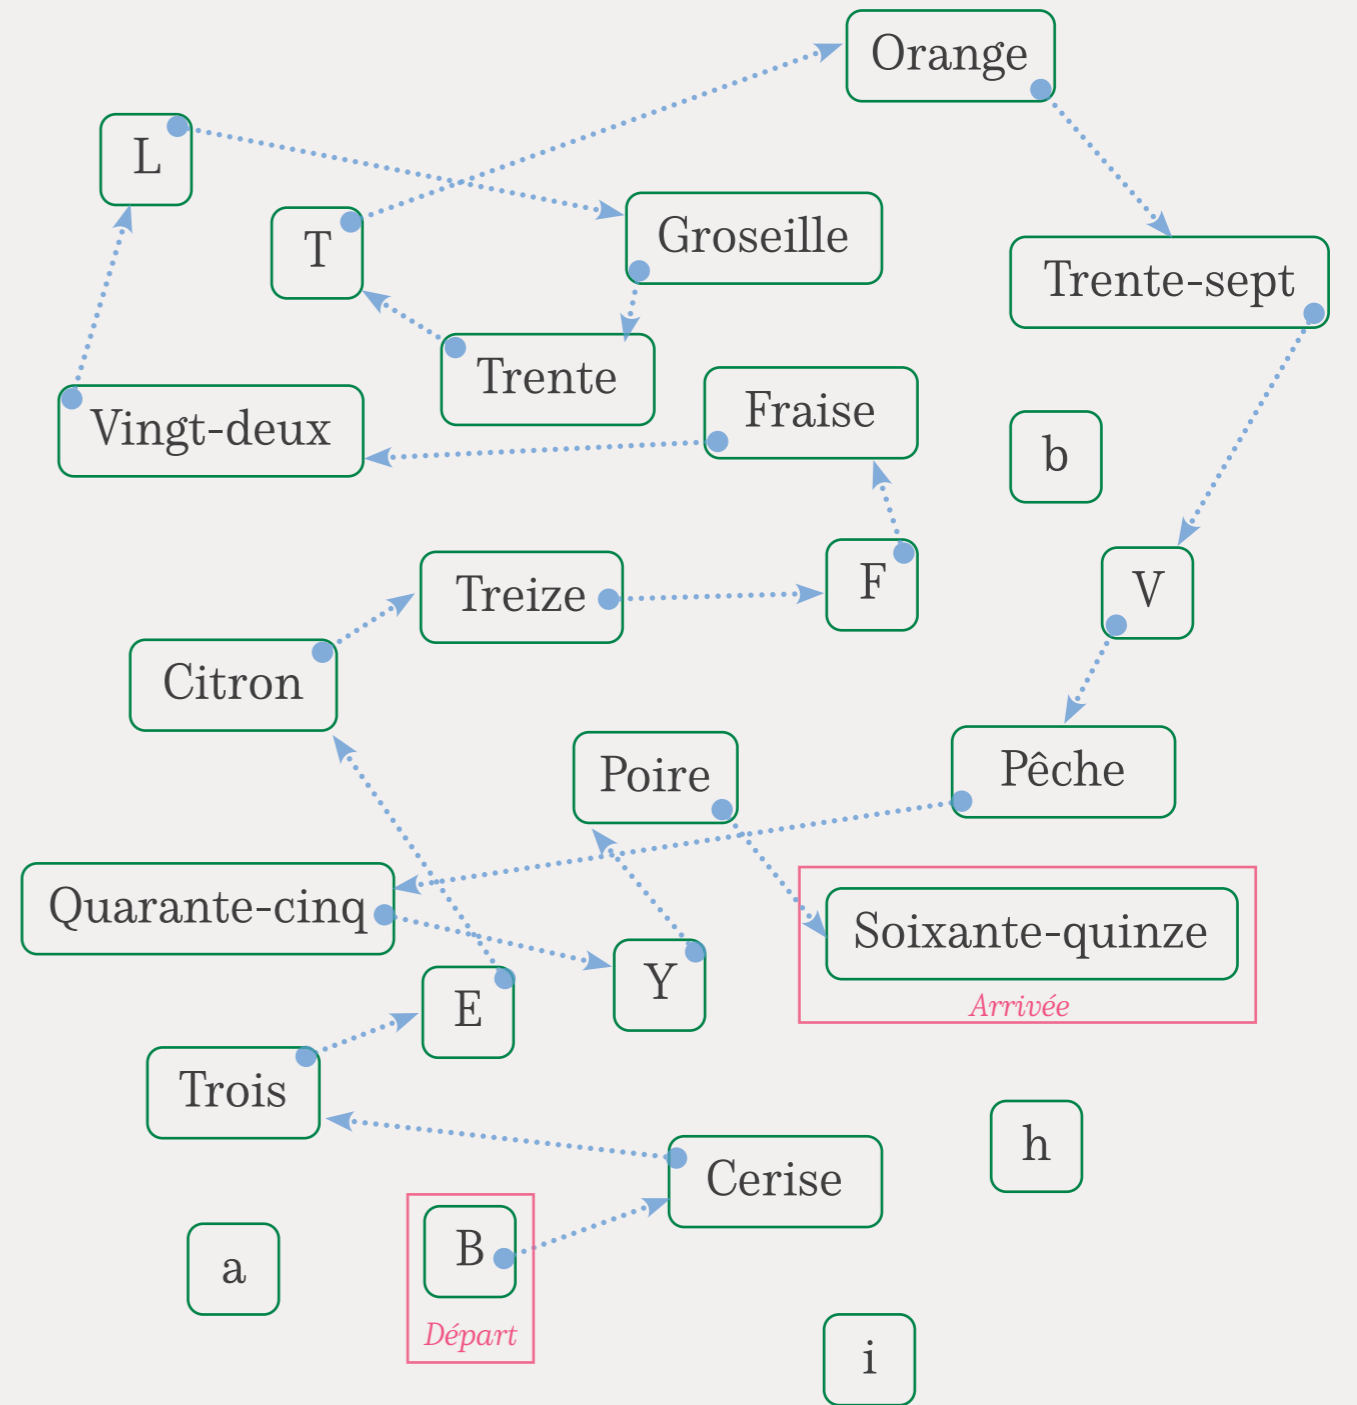 Orange
L
T
Groseille
Trente-sept
Trente
Fraise
Vingt-deux
b
Treize
F
V
Citron
Poire
Pêche
Quarante-cinq
Soixante-quinze
Y
E
Arrivée
Trois
h
Cerise
B
a
Départ
i